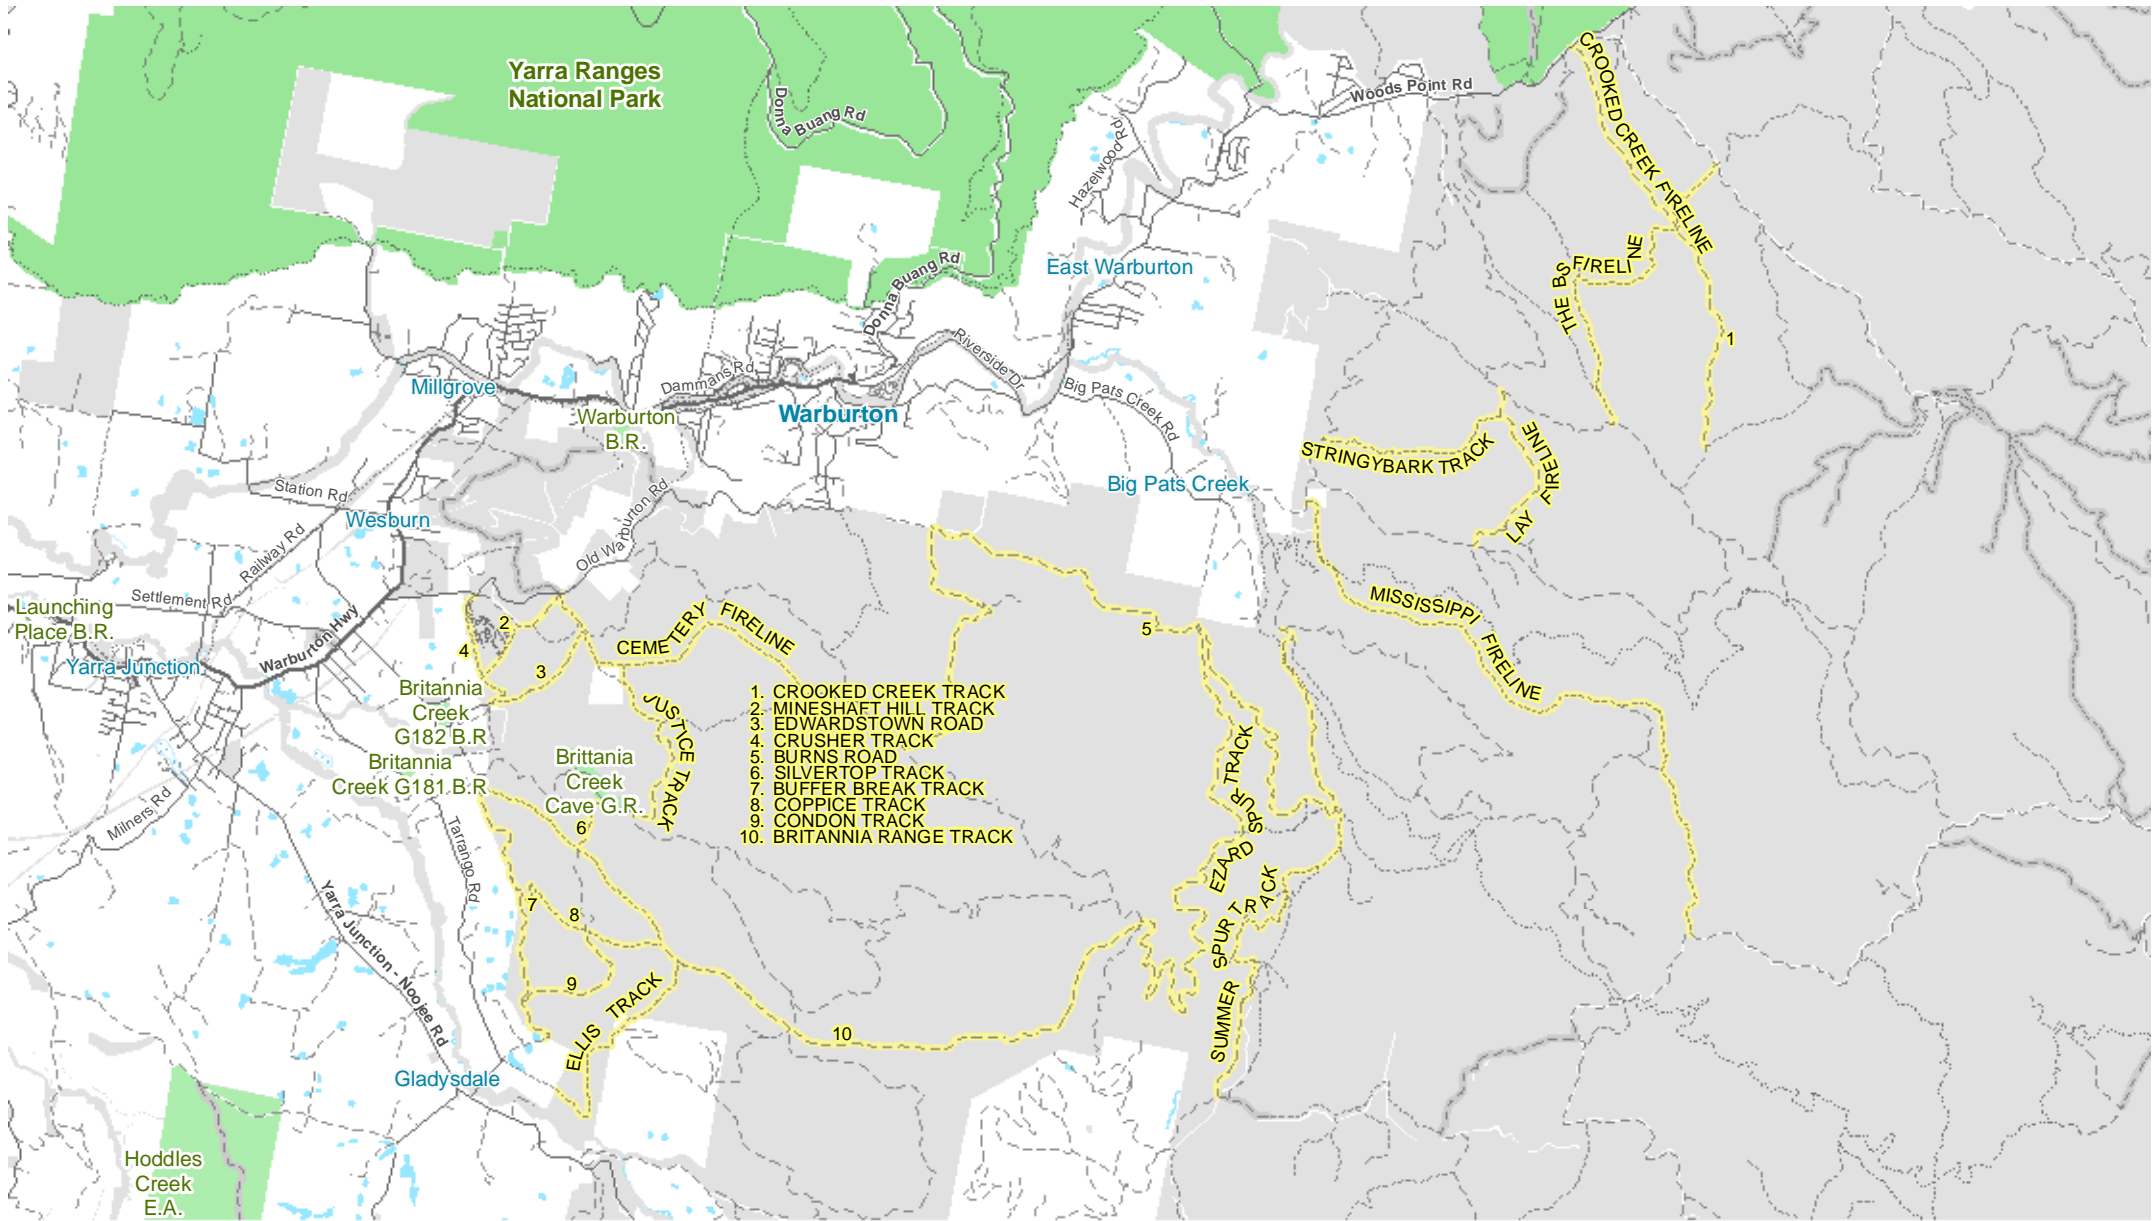 Yarra Ranges
National Park
Donna Buang Rd
Woods Point Rd
CROOKED CREEK FIRELINE
Hazelwood Rd
East Warburton
Donna Buang Rd
THE BS FIRELINE
1
Riverside Dr
Dammans Rd
Millgrove
Warburton
B.R.
Warburton
Big Pats Creek Rd
STRINGYBARK TRACK
LAY FIRELINE
Big Pats Creek
Station Rd
Wesburn
Old Warburton Rd
Railway Rd
Settlement Rd
Launching
Place B.R.
Warburton Hwy
Yarra Junction
2
4
3
CEMETERY FIRELINE
5
MISSISSIPPI FIRELINE
Britannia
Creek
G182 B.R
Britannia
Creek G181 B.R
JUSTICE TRACK
Brittania
Creek
Cave G.R.
6
1. CROOKED CREEK TRACK
2. MINESHAFT HILL TRACK
3. EDWARDSTOWN ROAD
4. CRUSHER TRACK
5. BURNS ROAD
6. SILVERTOP TRACK
7. BUFFER BREAK TRACK
8. COPPICE TRACK
9. CONDON TRACK
10. BRITANNIA RANGE TRACK
EZARD SPUR TRACK
SUMMER SPUR TRACK
Milners Rd
Tarrango Rd
Yarra Junction - Noojee Rd
7
8
9
ELLIS TRACK
10
Gladysdale
Hoddles
Creek
E.A.